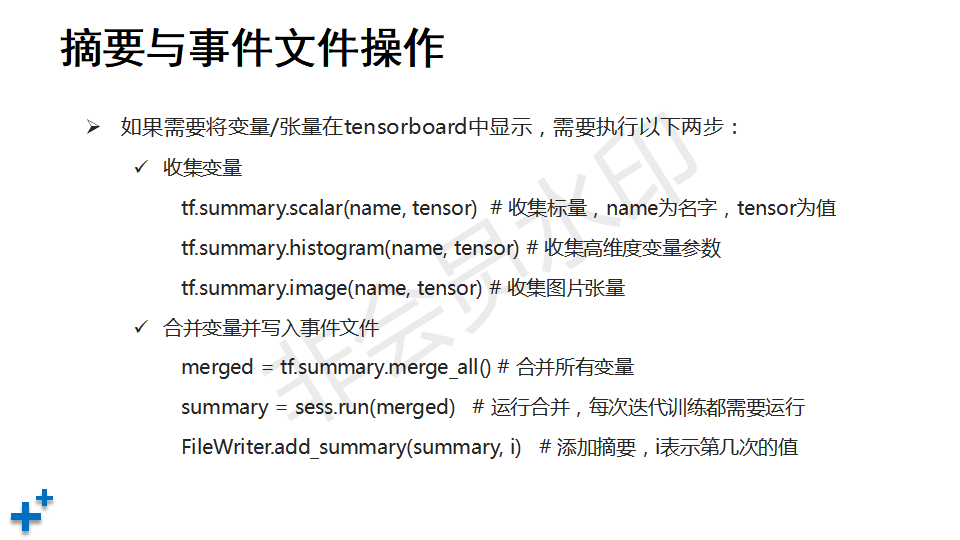 摘要与事件文件操作
如果需要将变量/张量在tensorboard中显示，需要执行以下两步：
收集变量
tf.summary.scalar(name, tensor)  # 收集标量，name为名字，tensor为值
tf.summary.histogram(name, tensor) # 收集高维度变量参数
tf.summary.image(name, tensor) # 收集图片张量
合并变量并写入事件文件
merged = tf.summary.merge_all() # 合并所有变量
summary = sess.run(merged)   # 运行合并，每次迭代训练都需要运行
FileWriter.add_summary(summary, i)   # 添加摘要，i表示第几次的值
非会员水印